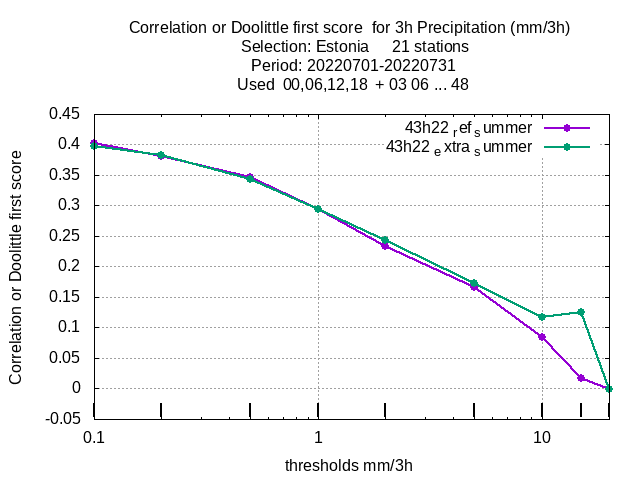 Correlation or Doolittle first score  for 3h Precipitation (mm/3h)
Selection: Estonia     21 stations
Period: 20220701-20220731
Used  00,06,12,18  + 03 06 ... 48
43h22 ref summer
43h22 extra summer
Correlation or Doolittle first score
0.45
0.4
0.35
0.3
0.25
0.2
0.15
0.1
0.05
0
-0.05
0.1 1 10
thresholds mm/3h